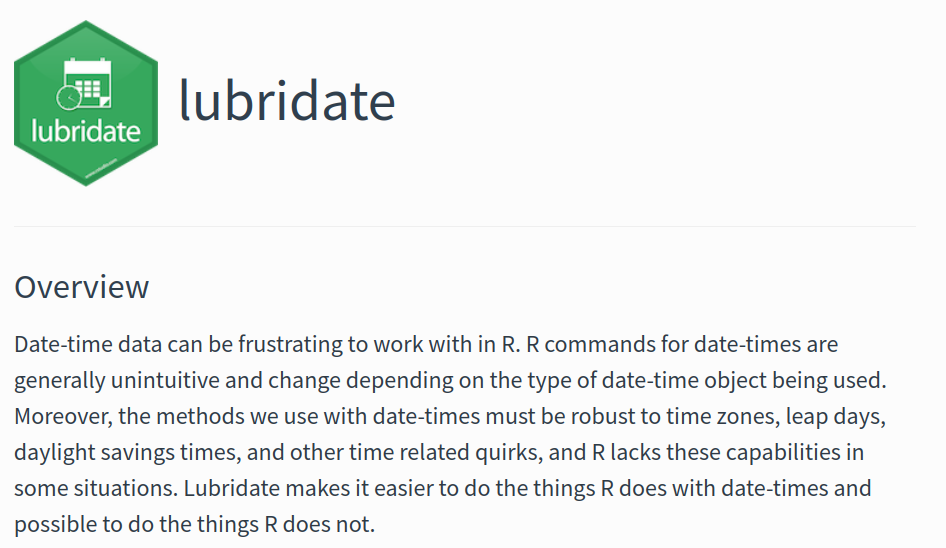 lubridate
lubridate
Overview
Date-time data can be frustrating to work with in R. R commands for date-times are
generally unintuitive and change depending on the type of date-time object being used.
Moreover, the methods we use with date-times must be robust to time zones, leap days,
daylight savings times, and other time related quirks, and R lacks these capabilities in
some situations. Lubridate makes it easier to do the things R does with date-times and
possible to do the things R does not.